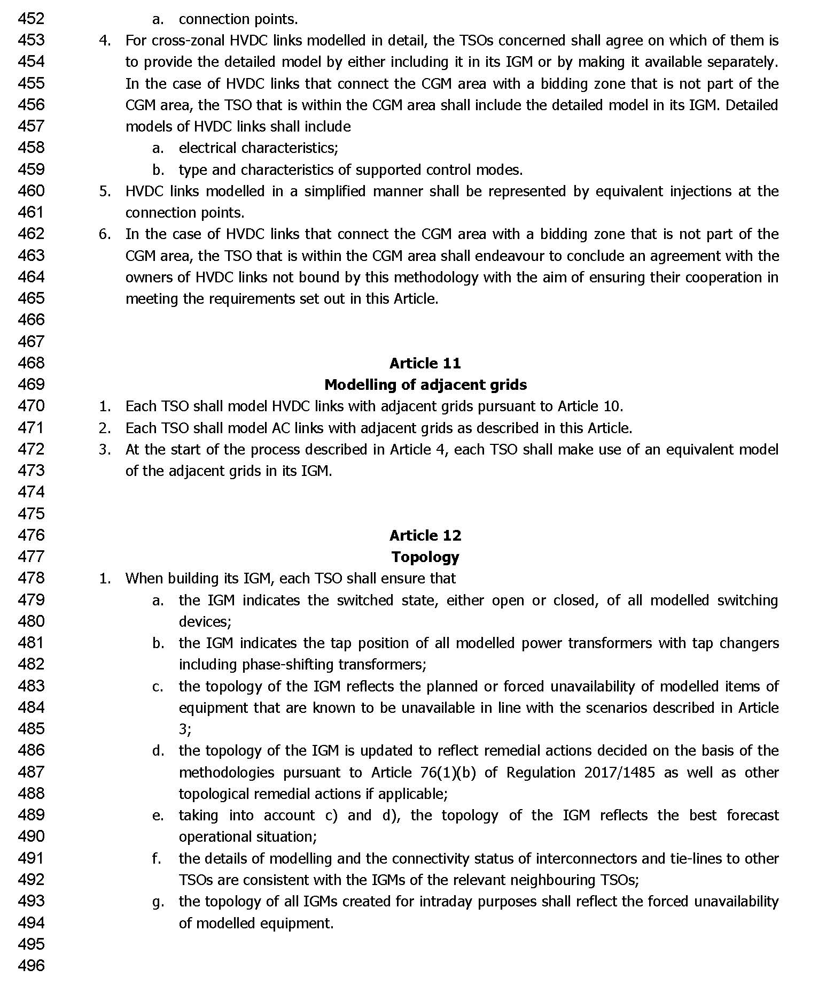 452 a. connection points.
453 4. For cross-zonal HVDC links modelled in detail, the TSOs concerned shall agree on which of them is
454 to provide the detailed model by either including it in its IGM or by making it available separately.
455 In the case of HVDC links that connect the CGM area with a bidding zone that is not part of the
456 CGM area, the TSO that is within the CGM area shall include the detailed model in its IGM. Detailed
457 models of HVDC links shall include
458 a. electrical characteristics;
459 b. type and characteristics of supported control modes.
460 5. HVDC links modelled in a simplified manner shall be represented by equivalent injections at the
461 connection points.
462 6. In the case of HVDC links that connect the CGM area with a bidding zone that is not part of the
463 CGM area, the TSO that is within the CGM area shall endeavour to conclude an agreement with the
464 owners of HVDC links not bound by this methodology with the aim of ensuring their cooperation in
465 meeting the requirements set out in this Article.
466
467
468 Article 11
469 Modelling of adjacent grids
470 1. Each TSO shall model HVDC links with adjacent grids pursuant to Article 10.
471 2. Each TSO shall model AC links with adjacent grids as described in this Article.
472 3. At the start of the process described in Article 4, each TSO shall make use of an equivalent model
473 of the adjacent grids in its IGM.
474
475
476 Article 12
477 Topology
478 1. When building its IGM, each TSO shall ensure that
479 a. the IGM indicates the switched state, either open or closed, of all modelled switching
480 devices;
481 b. the IGM indicates the tap position of all modelled power transformers with tap changers
482 including phase-shifting transformers;
483 c. the topology of the IGM reflects the planned or forced unavailability of modelled items of
484 equipment that are known to be unavailable in line with the scenarios described in Article
485 3;
486 d. the topology of the IGM is updated to reflect remedial actions decided on the basis of the
487 methodologies pursuant to Article 76(1)(b) of Regulation 2017/1485 as well as other
488 topological remedial actions if applicable;
489 e. taking into account c) and d), the topology of the IGM reflects the best forecast
490 operational situation;
491 f. the details of modelling and the connectivity status of interconnectors and tie-lines to other
492 TSOs are consistent with the IGMs of the relevant neighbouring TSOs;
493 g. the topology of all IGMs created for intraday purposes shall reflect the forced unavailability
494 of modelled equipment.
495
496